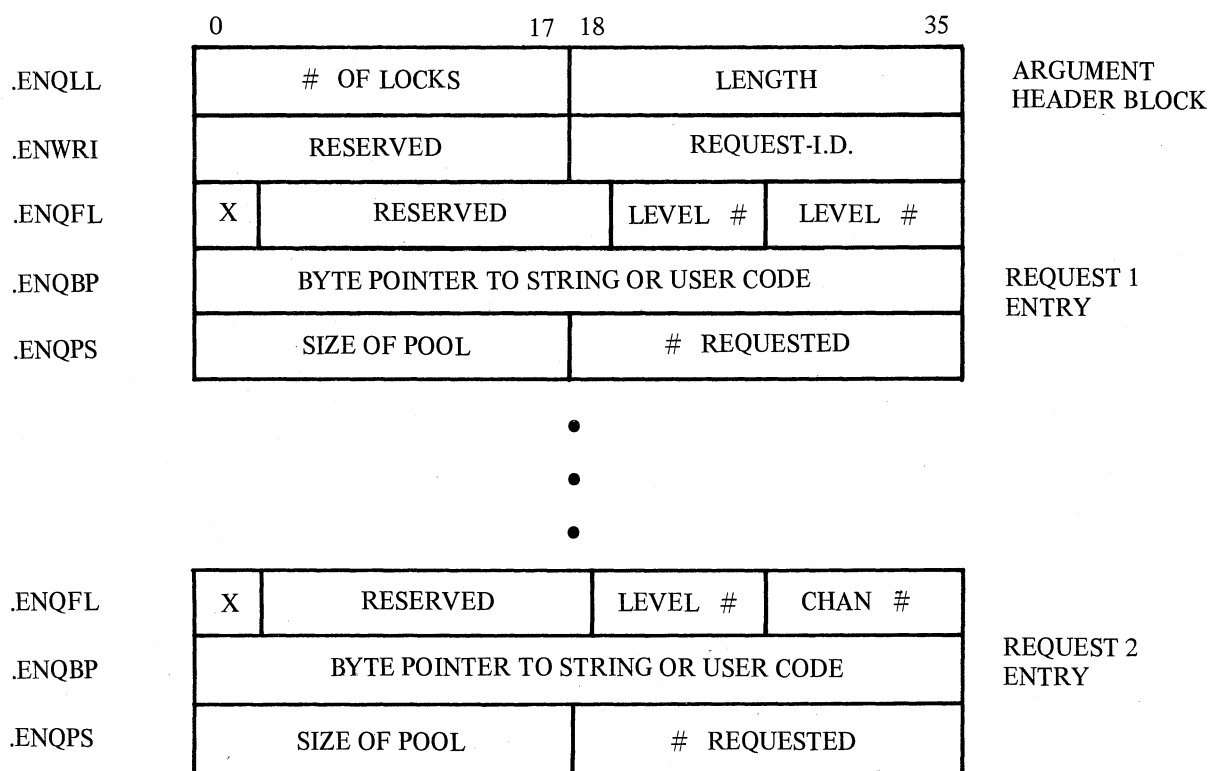 0 17 18 35
.ENQLL # OF LOCKS LENGTH ARGUMENT
HEADER BLOCK
.ENWRI RESERVED REQUEST-I.D.
.ENQFL X RESERVED LEVEL # LEVEL #
.ENQBP BYTE POINTER TO STRING OR USER CODE REQUEST 1
ENTRY
.ENQPS SIZE OF POOL # REQUESTED
.ENQFL X RESERVED LEVEL # CHAN #
.ENQBP BYTE POINTER TO STRING OR USER CODE REQUEST 2
ENTRY
.ENQPS SIZE OF POOL # REQUESTED